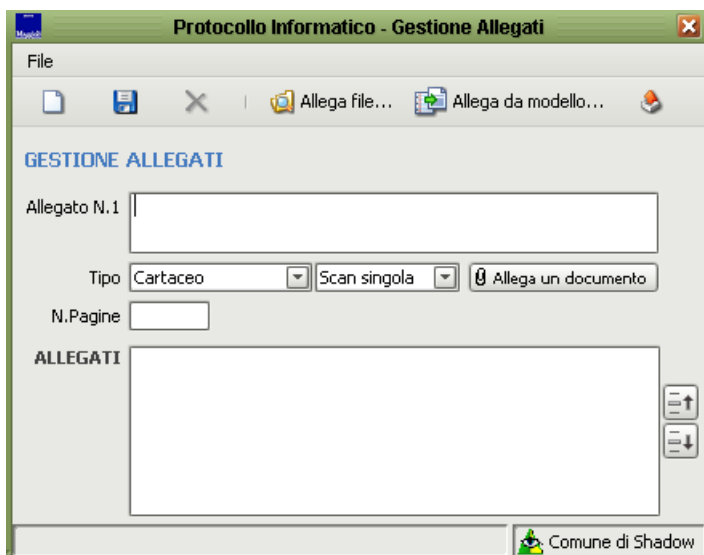 Protocollo Informatico - Gestione Allegati
File
Allega file... Allega da modello...
GESTIONE ALLEGATI
Allegato N.1
Tipo Cartaceo Scan singola Allega un documento
N.Pagine
ALLEGATI
Comune di Shadow